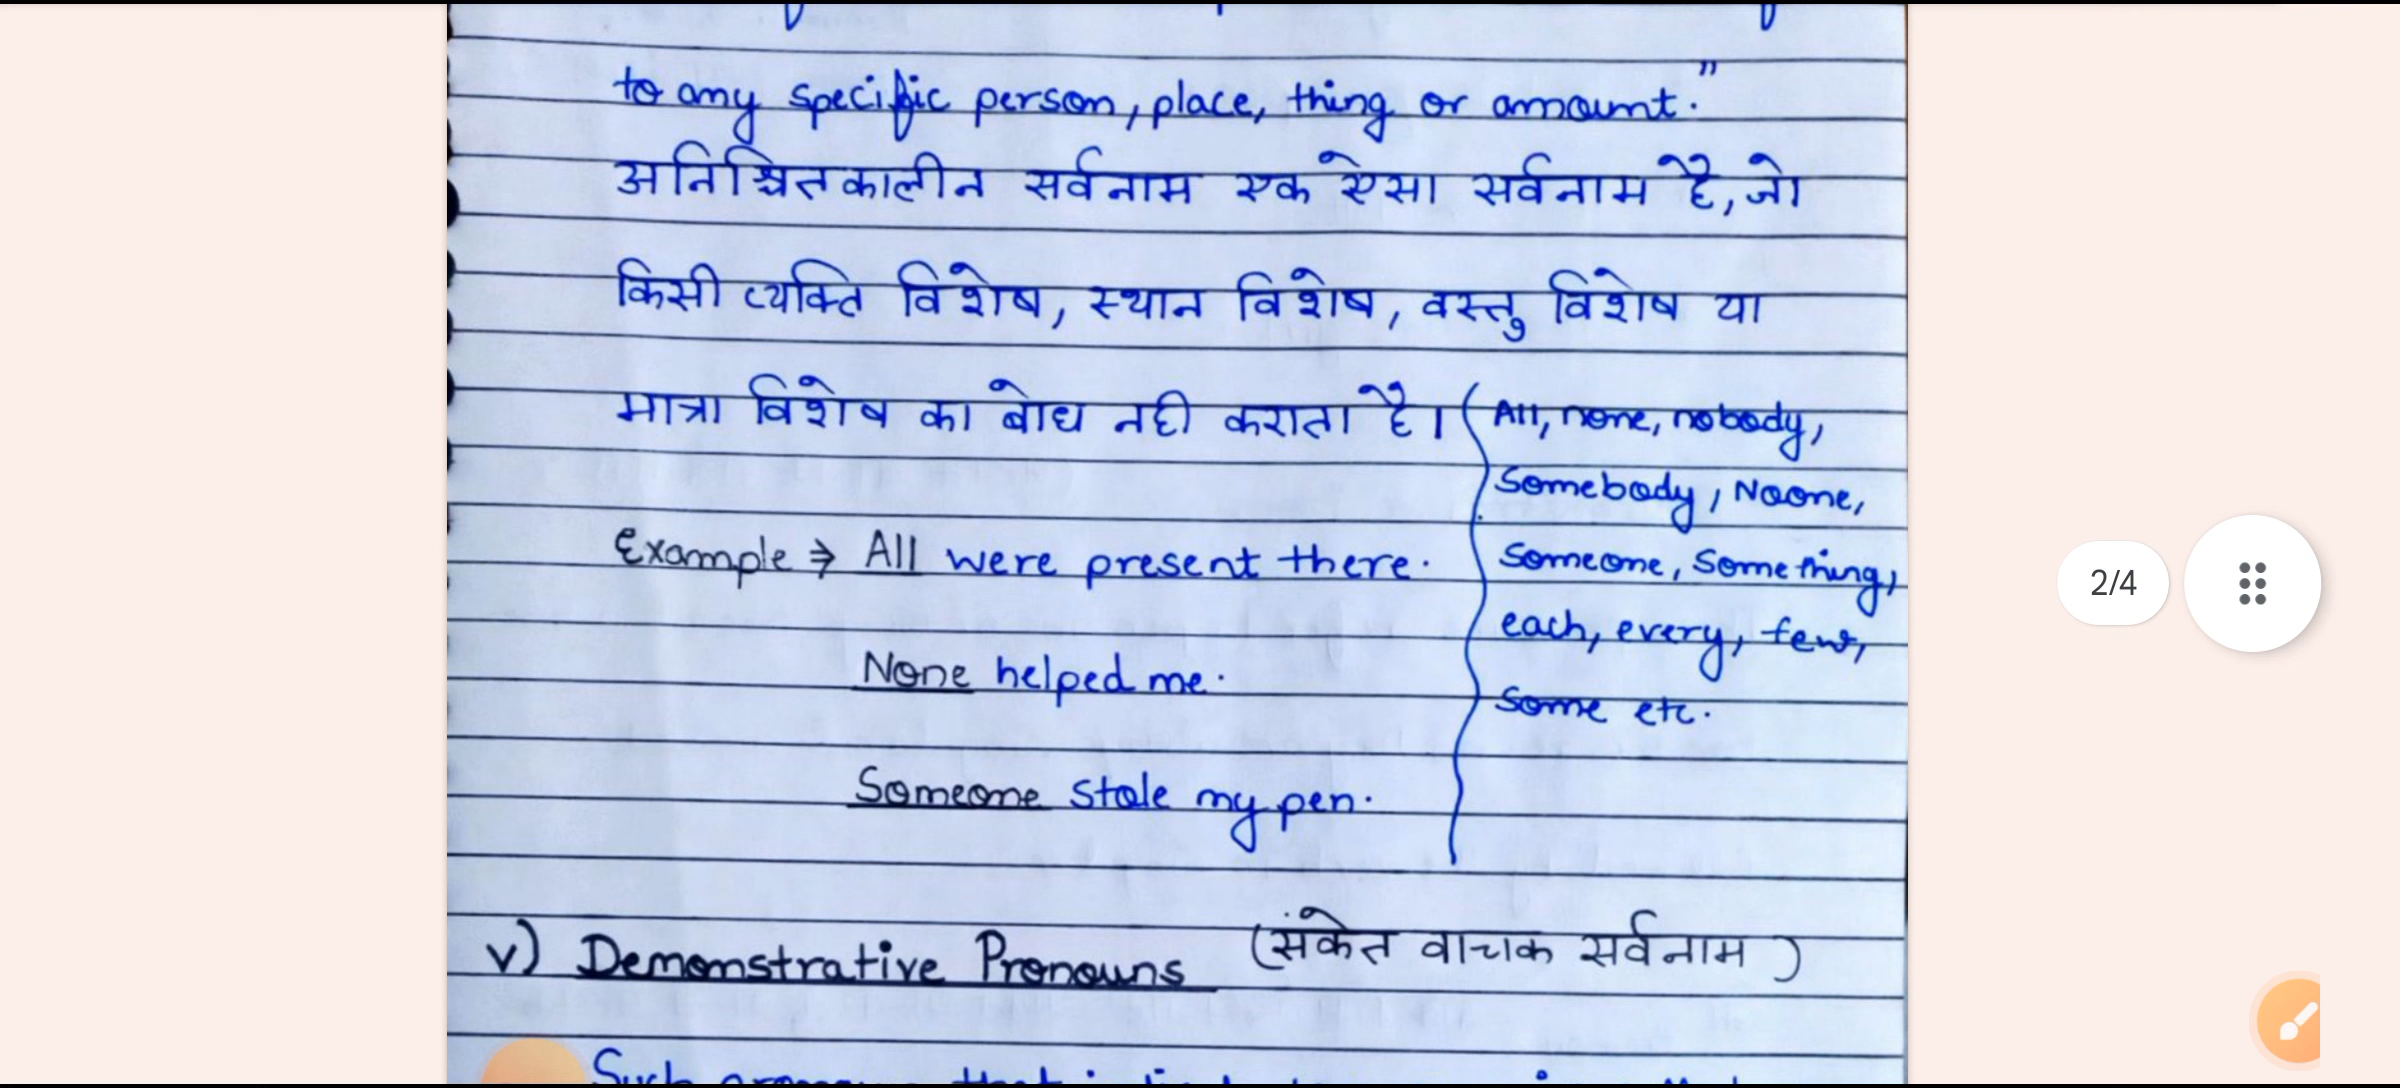 to any specific person, place, thing or amount."
अनिश्चितकालीन सर्वनाम एक ऐसा सर्वनाम है, जो
किसी व्यक्ति विशेष, स्थान विशेष, वस्तु विशेष या
मात्रा विशेष का बोध नही कराता है। All, none, nobody,
Somebody, Noone,
Example ⇒ All were present there. Someone, Something,
each, every, few,
None helped me.
Some etc.
Someone stole my pen.
v) Demonstrative Pronouns (संकेत वाचक सर्वनाम)
Such
2/4